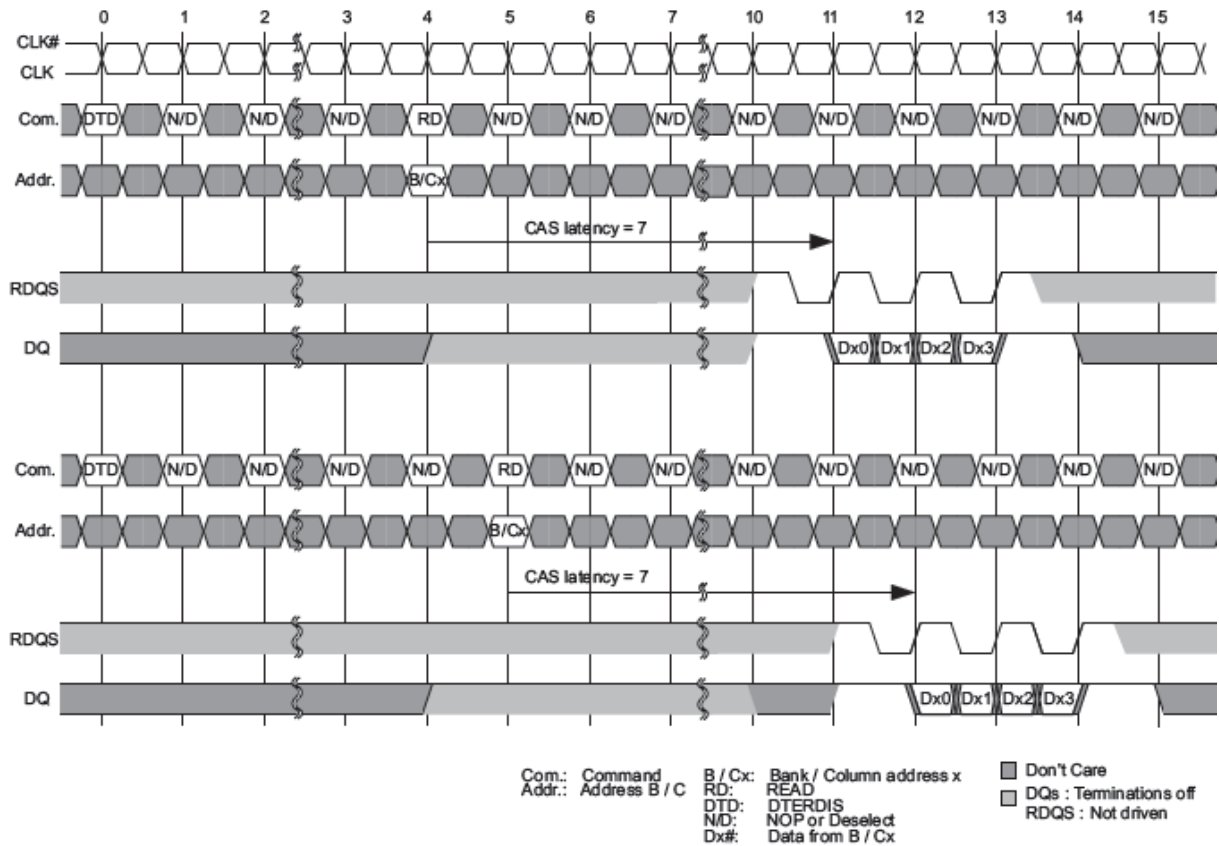 0 1 2 3 4 5 6 7 10 11 12 13 14 15
CLK#
CLK
Com. DTD N/D N/D N/D RD N/D N/D N/D N/D N/D N/D N/D N/D N/D
Addr. B/Cx
CAS latency = 7
RDQS
DQ Dx0 Dx1 Dx2 Dx3
Com. DTD N/D N/D N/D N/D RD N/D N/D N/D N/D N/D N/D N/D N/D
Addr. B/Cx
CAS latency = 7
RDQS
DQ Dx0 Dx1 Dx2 Dx3
Com.: Command
Addr.: Address B / C
B / Cx: Bank / Column address x
RD: READ
DTD: DTERDIS
N/D: NOP or Deselect
Dx#: Data from B / Cx
Don't Care
DQs : Terminations off
RDQS : Not driven